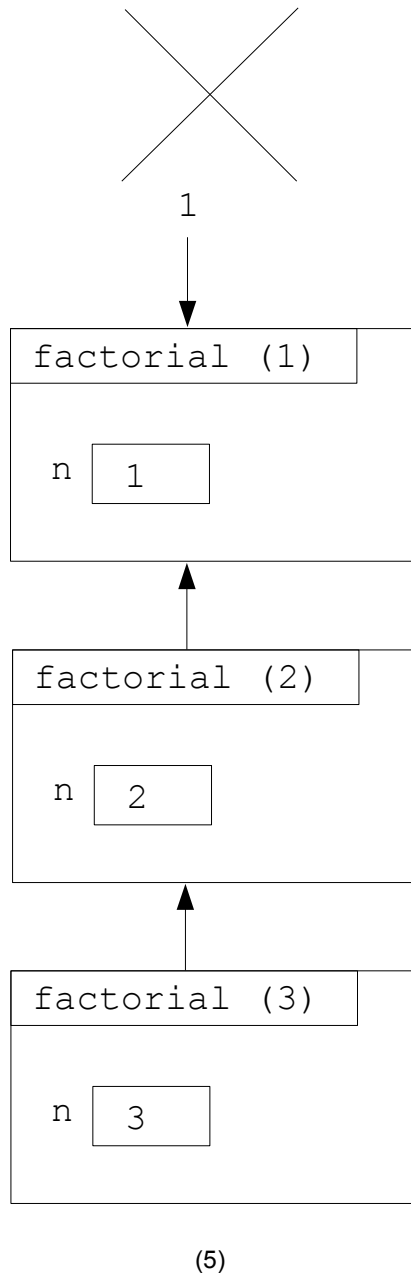 1
factorial (1)
n 1
factorial (2)
n 2
factorial (3)
n 3
(5)